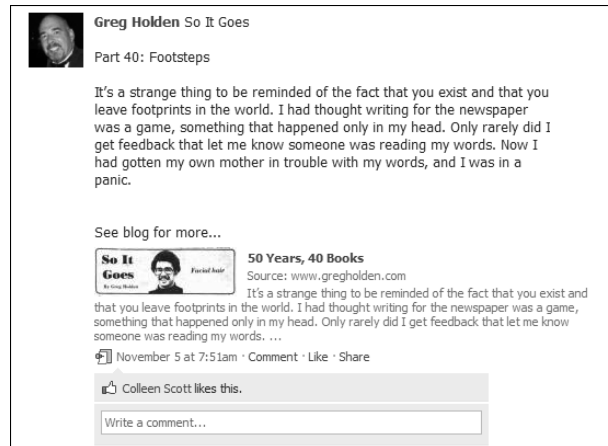 Greg Holden So It Goes
Part 40: Footsteps
It's a strange thing to be reminded of the fact that you exist and that you
leave footprints in the world. I had thought writing for the newspaper
was a game, something that happened only in my head. Only rarely did I
get feedback that let me know someone was reading my words. Now I
had gotten my own mother in trouble with my words, and I was in a
panic.
See blog for more...
So It
Goes
By Greg Holden
Facial hair
50 Years, 40 Books
Source: www.gregholden.com
It's a strange thing to be reminded of the fact that you exist and
that you leave footprints in the world. I had thought writing for the newspaper was a game,
something that happened only in my head. Only rarely did I get feedback that let me know
someone was reading my words. ...
November 5 at 7:51am · Comment · Like · Share
Colleen Scott likes this.
Write a comment...